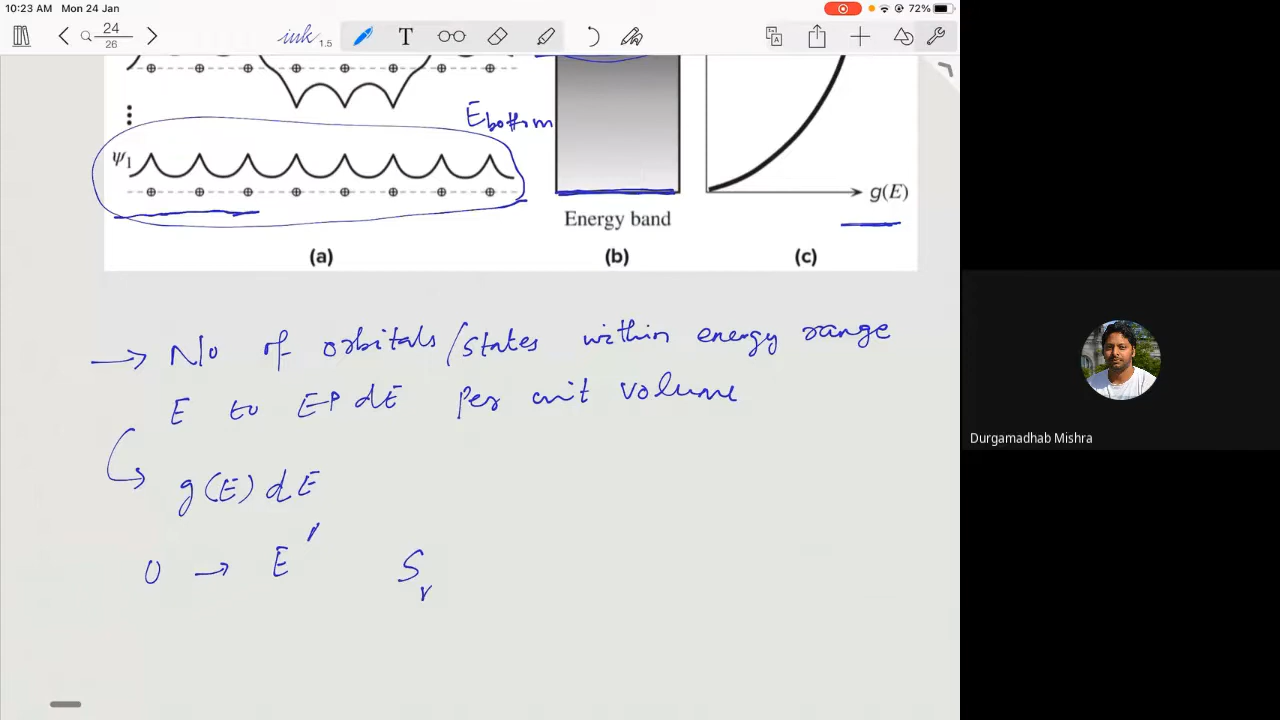 10:23 AM Mon 24 Jan
72%
24
26
ink 1.5
T
E bottom
ψ1
g(E)
Energy band
(a) (b) (c)
→ No of orbitals/states within energy range
E to E+dE per unit volume
g(E) dE
0 → E'
Sv
Durgamadhab Mishra